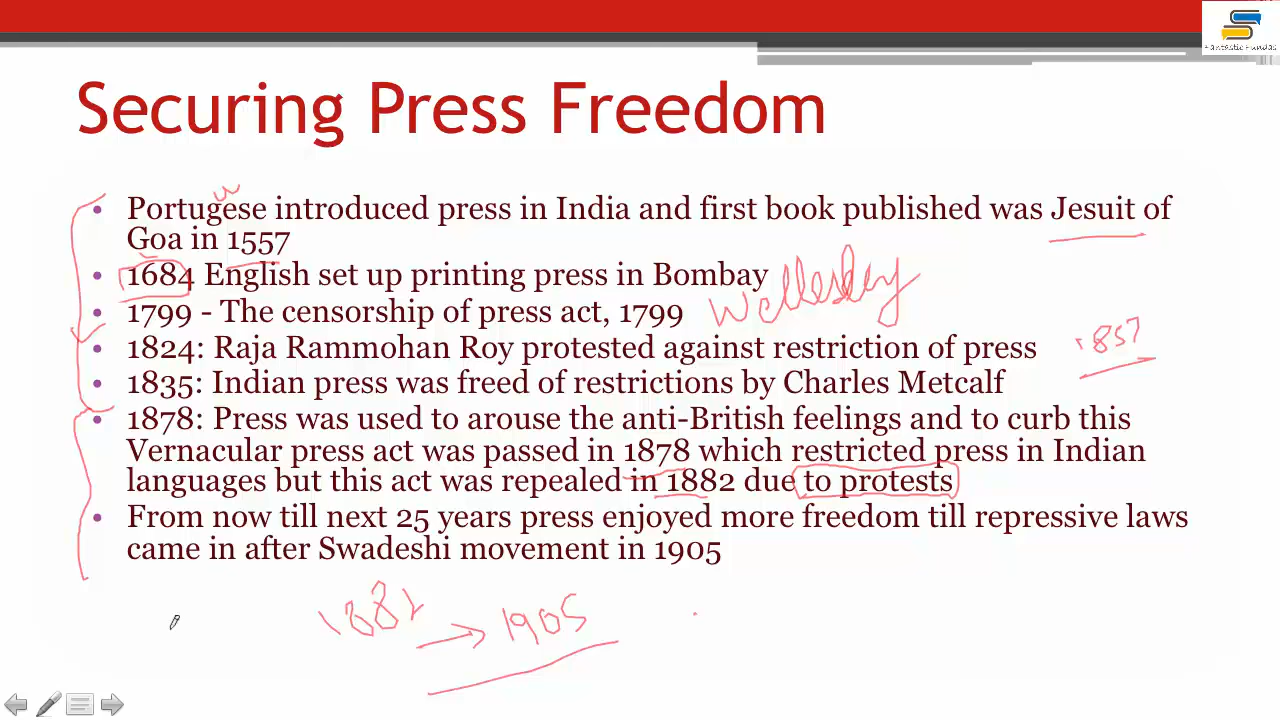 Fantastic Fundas
Securing Press Freedom
• Portugese introduced press in India and first book published was Jesuit of
u
Goa in 1557
• 1684 English set up printing press in Bombay
Wellesley
• 1799 - The censorship of press act, 1799
• 1824: Raja Rammohan Roy protested against restriction of press
1857
• 1835: Indian press was freed of restrictions by Charles Metcalf
• 1878: Press was used to arouse the anti-British feelings and to curb this
Vernacular press act was passed in 1878 which restricted press in Indian
languages but this act was repealed in 1882 due to protests
• From now till next 25 years press enjoyed more freedom till repressive laws
came in after Swadeshi movement in 1905
1882 → 1905